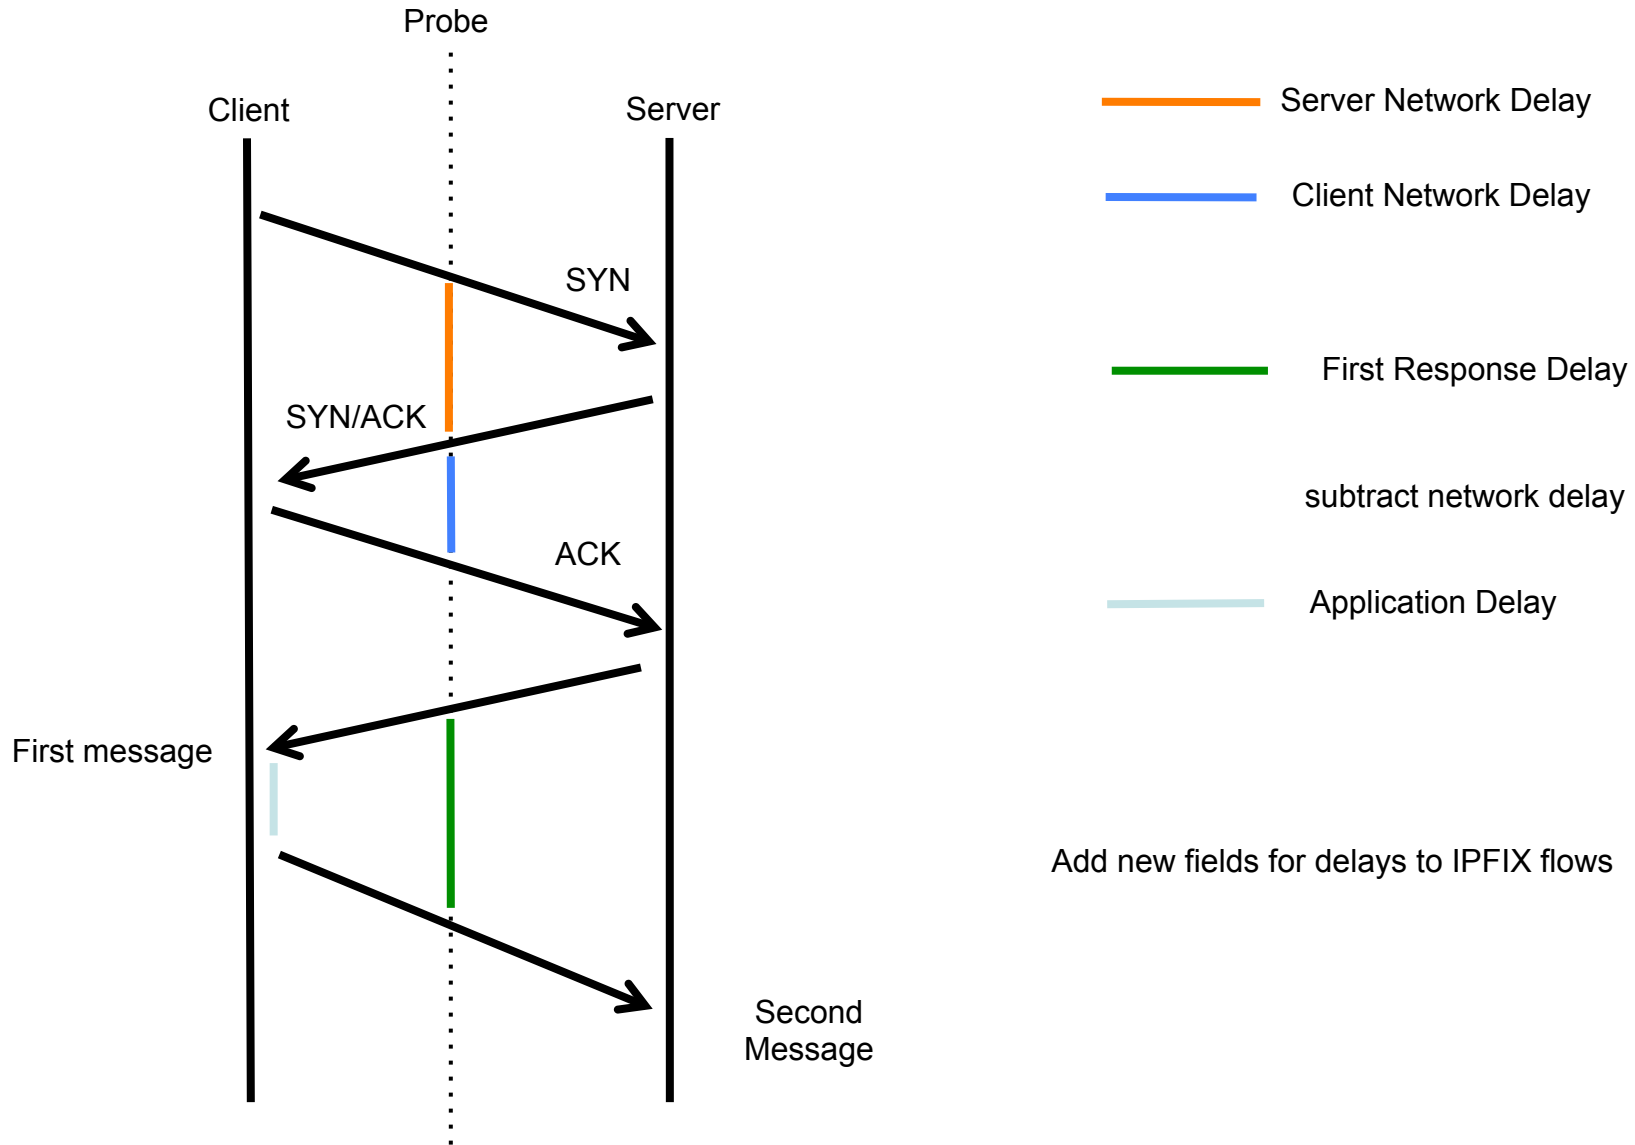 Probe
Client
Server
Server Network Delay
Client Network Delay
SYN
First Response Delay
SYN/ACK
subtract network delay
ACK
Application Delay
First message
Add new fields for delays to IPFIX flows
Second
Message